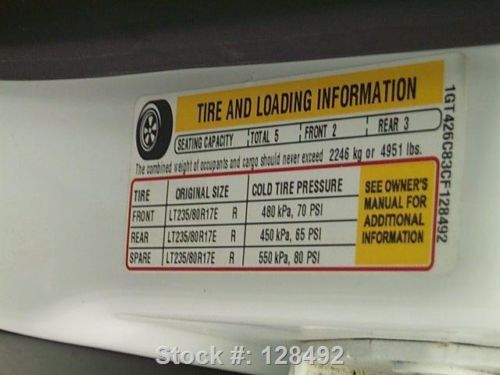 TIRE AND LOADING INFORMATION
SEATING CAPACITY TOTAL 5 FRONT 2 REAR 3
The combined weight of occupants and cargo should never exceed 2246 kg or 4951 lbs.
TIRE ORIGINAL SIZE COLD TIRE PRESSURE
FRONT LT235/80R17E R 480 kPa, 70 PSI
REAR LT235/80R17E R 450 kPa, 65 PSI
SPARE LT235/80R17E R 550 kPa, 80 PSI
SEE OWNER'S
MANUAL FOR
ADDITIONAL
INFORMATION
1GT426C83CF128492
Stock #: 128492